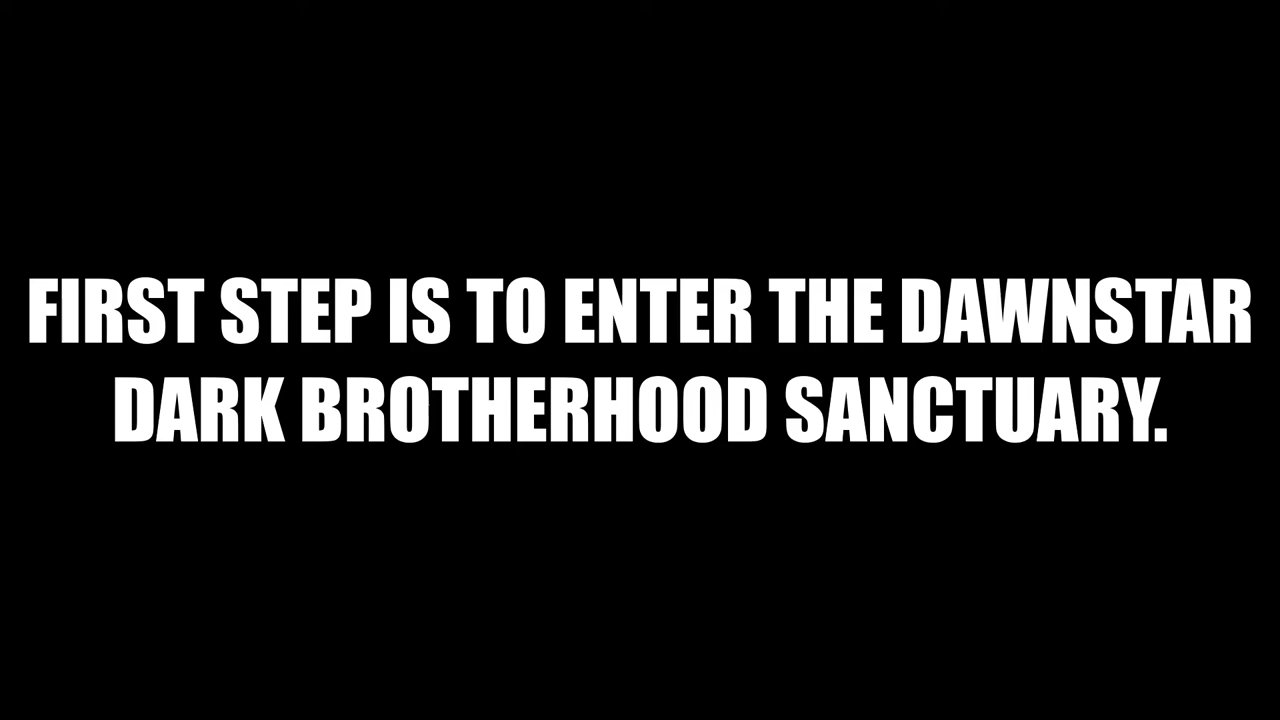 FIRST STEP IS TO ENTER THE DAWNSTAR
DARK BROTHERHOOD SANCTUARY.